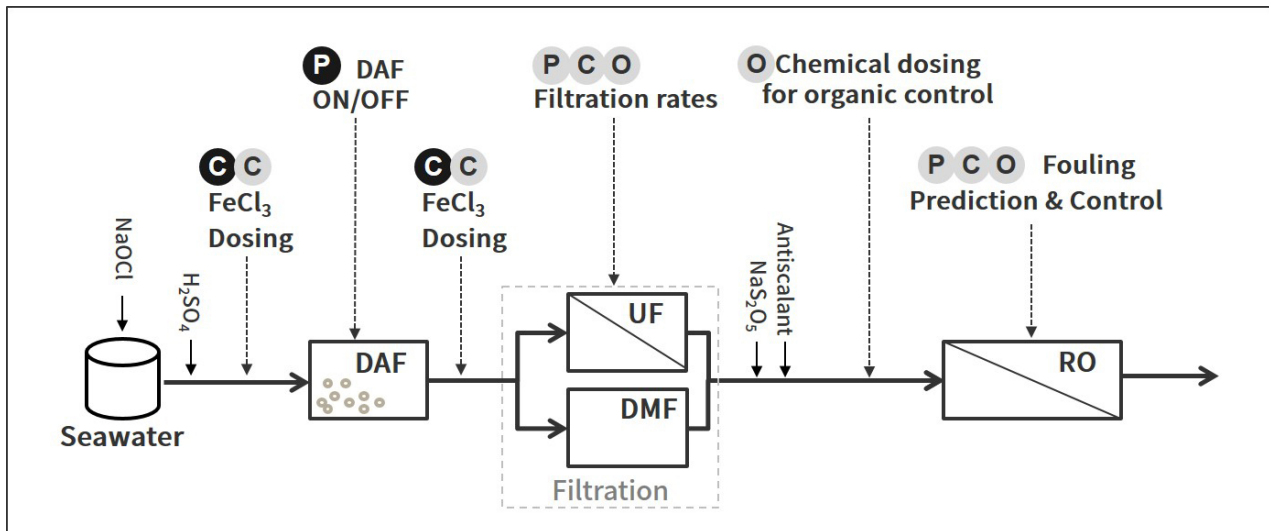 P DAF
ON/OFF
P C O
Filtration rates
O Chemical dosing
for organic control
C C
FeCl₃
Dosing
C C
FeCl₃
Dosing
P C O Fouling
Prediction & Control
NaOCl
H₂SO₄
Antiscalant
NaS₂O₅
Seawater
DAF
UF
DMF
Filtration
RO